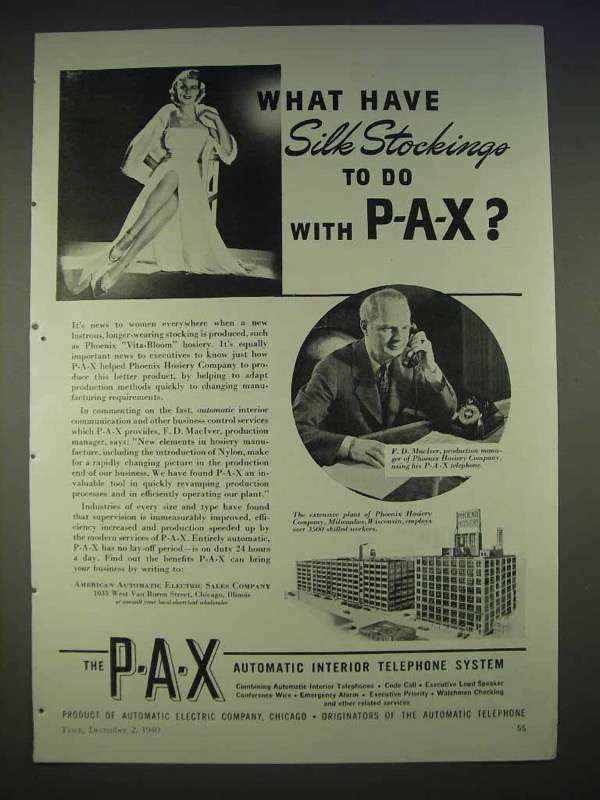 WHAT HAVE
Silk Stockings
TO DO
WITH P-A-X?
It's news to women everywhere when a new
lustrous, longer-wearing stocking is produced, such
as Phoenix "Vita-Bloom" hosiery. It's equally
important news to executives to know just how
P-A-X helped Phoenix Hosiery Company to pro-
duce this better product, by helping to adapt
production methods quickly to changing manu-
facturing requirements.
In commenting on the fast, automatic interior
communication and other business control services
which P-A-X provides, F. D. MacIver, production
manager, says: "New elements in hosiery manu-
facture, including the introduction of Nylon, make
for a rapidly changing picture in the production
end of our business. We have found P-A-X an in-
valuable tool in quickly revamping production
processes and in efficiently operating our plant."
Industries of every size and type have found
that supervision is immeasurably improved, effi-
ciency increased and production speeded up by
the modern services of P-A-X. Entirely automatic,
P-A-X has no lay-off period—is on duty 24 hours
a day. Find out the benefits P-A-X can bring
your business by writing to:
AMERICAN AUTOMATIC ELECTRIC SALES COMPANY
1033 West Van Buren Street, Chicago, Illinois
or consult your local electrical wholesaler
F. D. MacIver, production mana-
ger of Phoenix Hosiery Company,
using his P-A-X telephone.
The extensive plant of Phoenix Hosiery
Company, Milwaukee, Wisconsin, employs
over 3500 skilled workers.
PHOENIX
HOSIERY
THE P-A-X AUTOMATIC INTERIOR TELEPHONE SYSTEM
Combining Automatic Interior Telephones • Code Call • Executive Loud Speaker
Conference Wire • Emergency Alarm • Executive Priority • Watchman Checking
and other related services
PRODUCT OF AUTOMATIC ELECTRIC COMPANY, CHICAGO • ORIGINATORS OF THE AUTOMATIC TELEPHONE
TIME, December 2, 1940
55